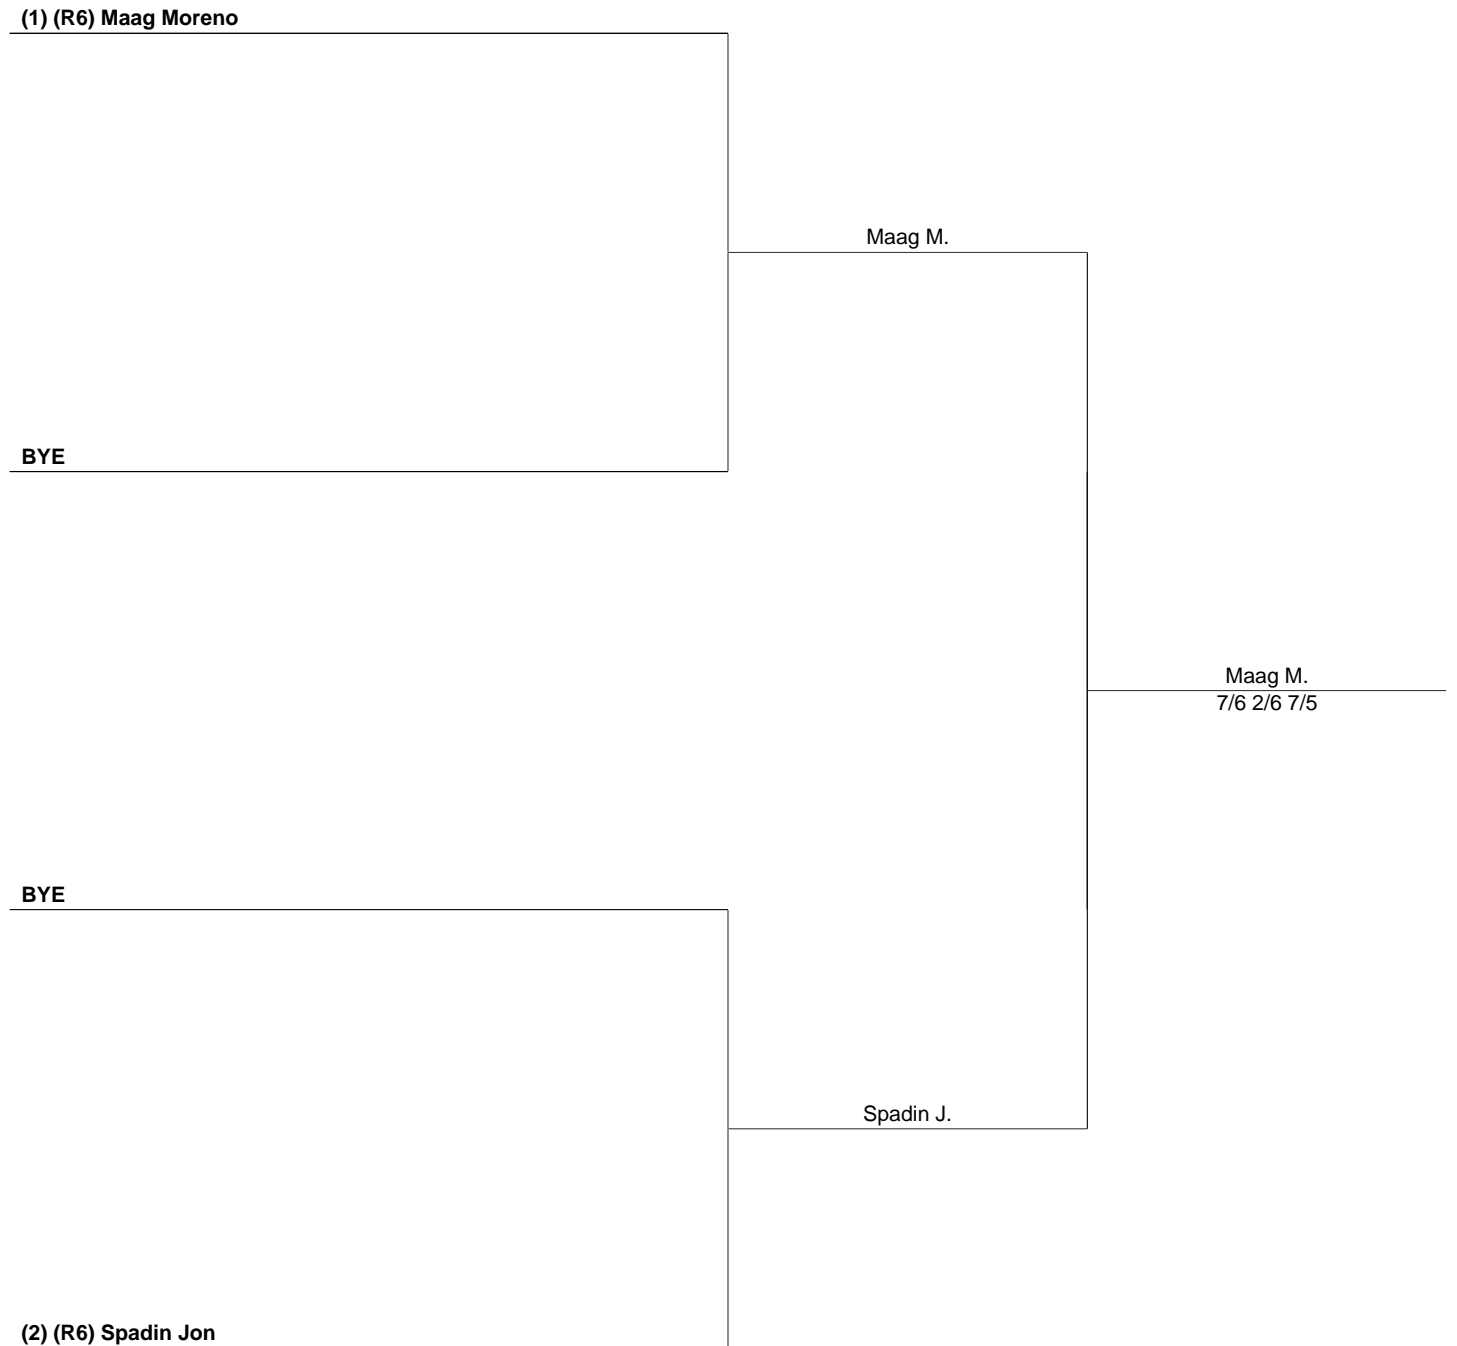 (1) (R6) Maag Moreno
Maag M.
BYE
Maag M.
7/6 2/6 7/5
BYE
Spadin J.
(2) (R6) Spadin Jon